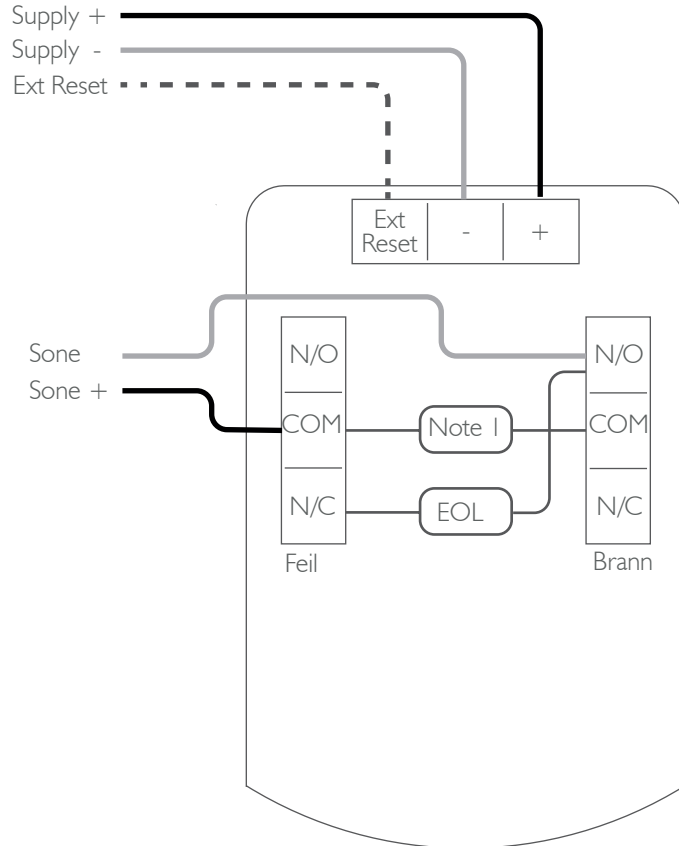 Supply +
Supply -
Ext Reset
Ext
Reset
-
+
Sone
Sone +
N/O
N/O
COM
Note 1
COM
N/C
EOL
N/C
Feil
Brann